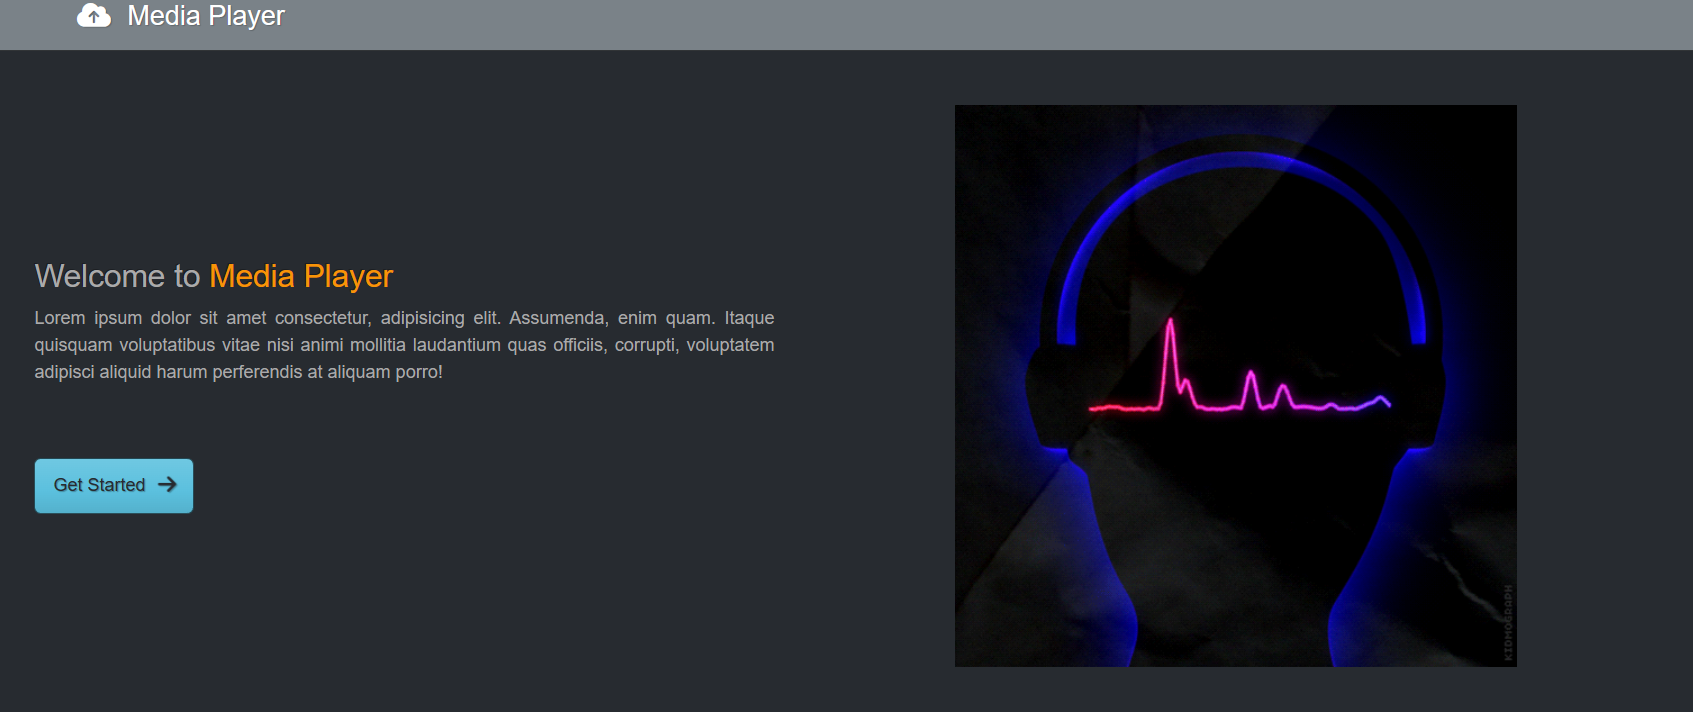 Media Player
Welcome to Media Player
Lorem ipsum dolor sit amet consectetur, adipisicing elit. Assumenda, enim quam. Itaque
quisquam voluptatibus vitae nisi animi mollitia laudantium quas officiis, corrupti, voluptatem
adipisci aliquid harum perferendis at aliquam porro!
Get Started
KIDMOGRAPH